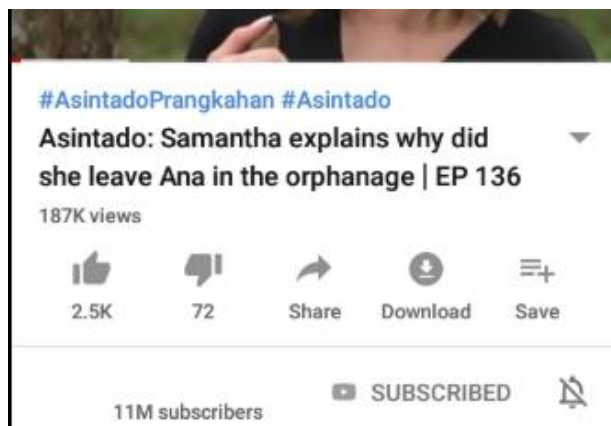 #AsintadoPrangkahan #Asintado
Asintado: Samantha explains why did
she leave Ana in the orphanage | EP 136
187K views
2.5K 72 Share Download Save
SUBSCRIBED
11M subscribers